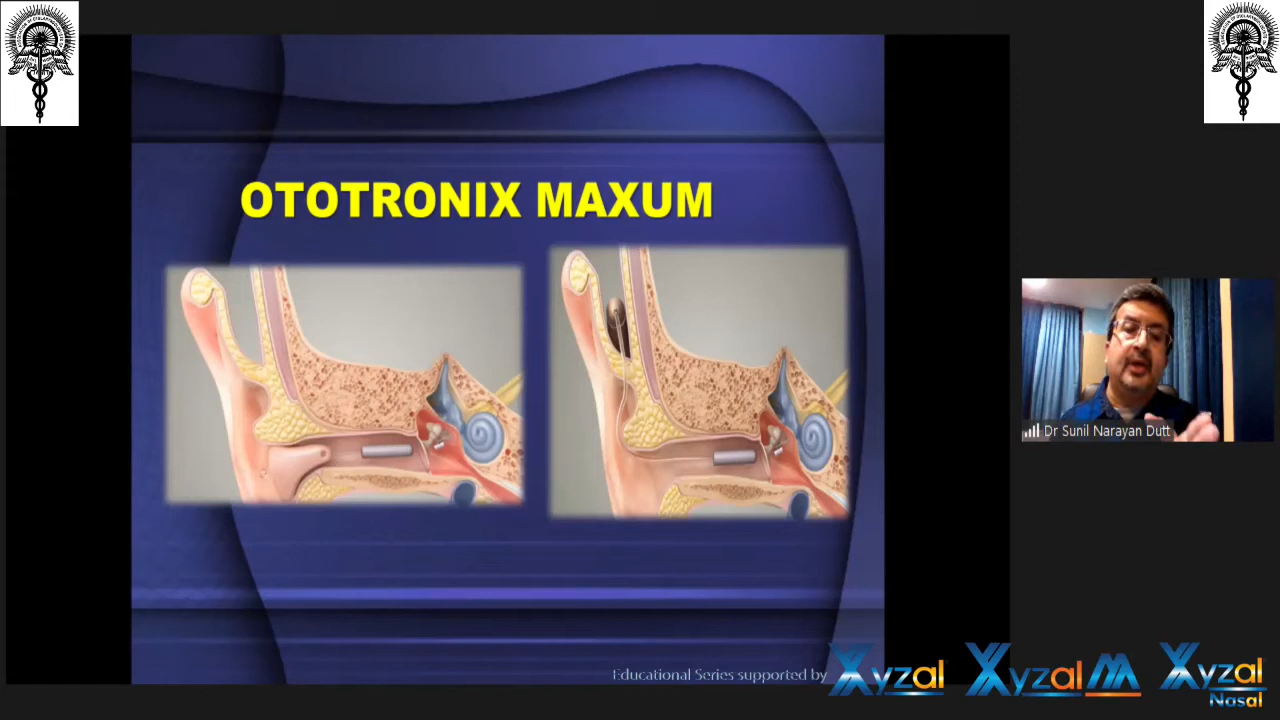 OTOTRONIX MAXUM
Dr Sunil Narayan Dutt
Educational Series supported by
Xyzal
Xyzal M
Xyzal
Nasal